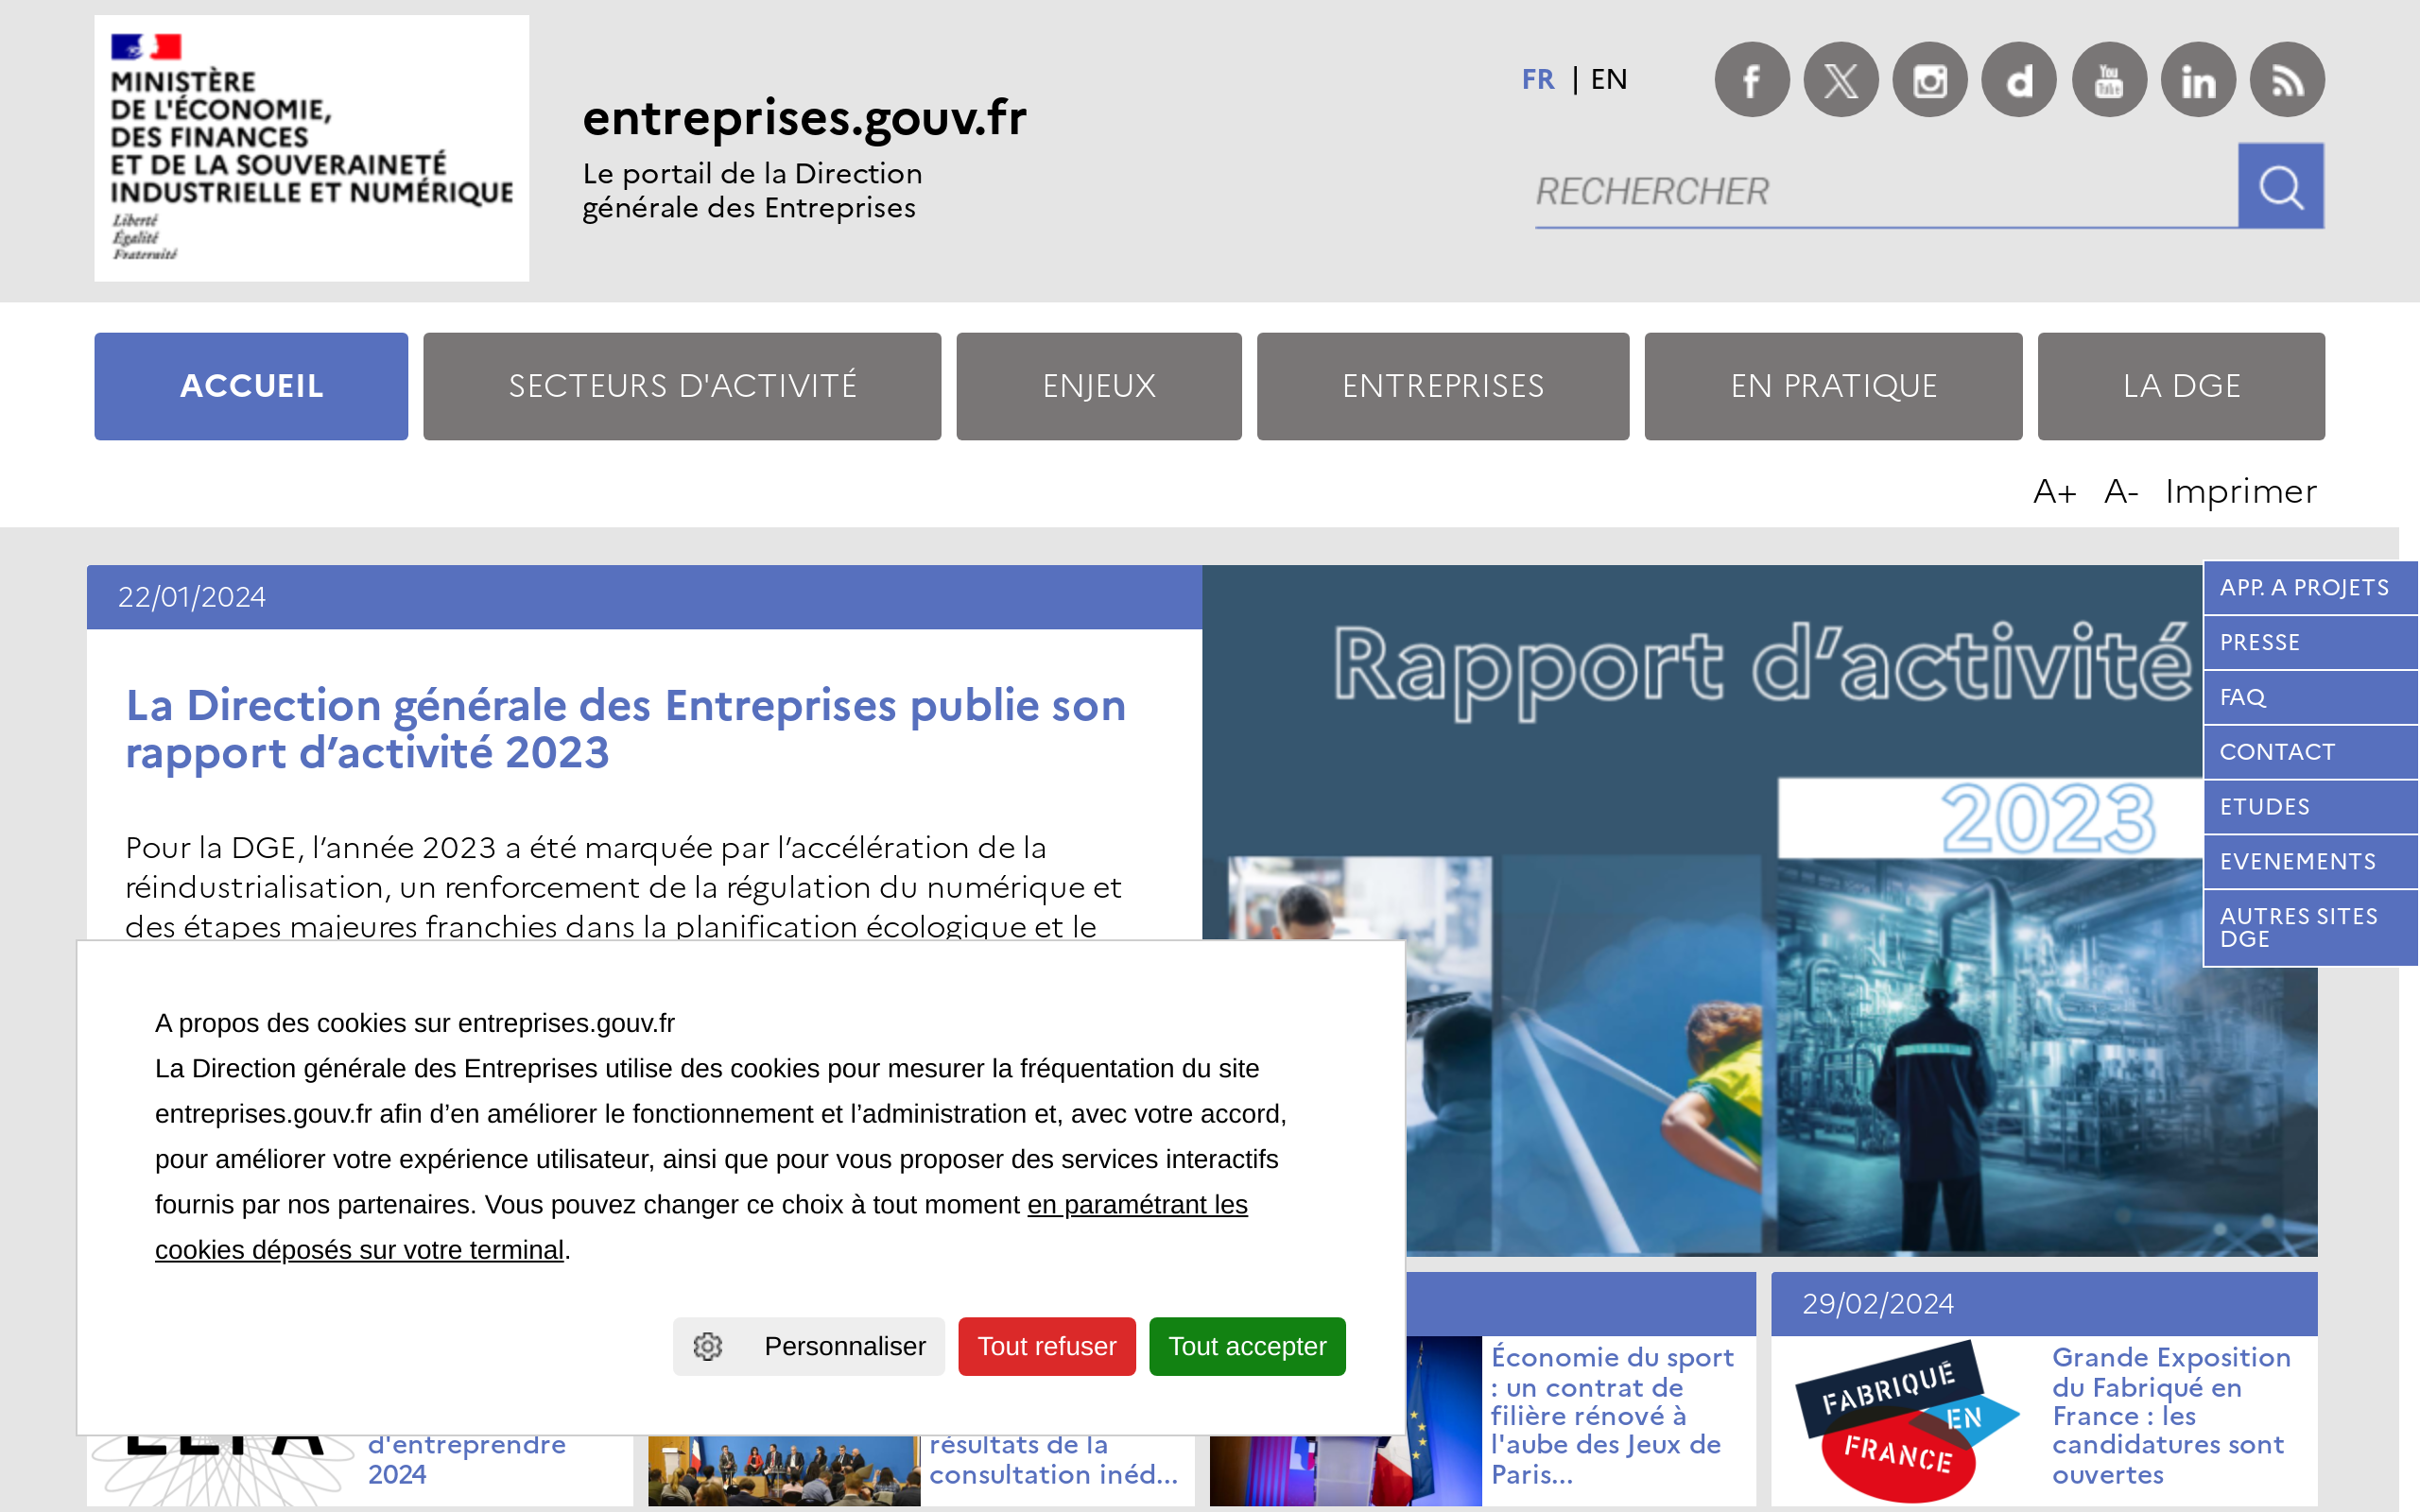 MINISTÈRE
DE L'ÉCONOMIE,
DES FINANCES
ET DE LA SOUVERAINETÉ
INDUSTRIELLE ET NUMÉRIQUE
Liberté
Égalité
Fraternité
entreprises.gouv.fr
Le portail de la Direction
générale des Entreprises
FR | EN
RECHERCHER
ACCUEIL
SECTEURS D'ACTIVITÉ
ENJEUX
ENTREPRISES
EN PRATIQUE
LA DGE
A+ A- Imprimer
22/01/2024
La Direction générale des Entreprises publie son
rapport d’activité 2023
Pour la DGE, l’année 2023 a été marquée par l’accélération de la
réindustrialisation, un renforcement de la régulation du numérique et
des étapes majeures franchies dans la planification écologique et le
Rapport d’activité
2023
APP. A PROJETS
PRESSE
FAQ
CONTACT
ETUDES
EVENEMENTS
AUTRES SITES
DGE
A propos des cookies sur entreprises.gouv.fr
La Direction générale des Entreprises utilise des cookies pour mesurer la fréquentation du site
entreprises.gouv.fr afin d’en améliorer le fonctionnement et l’administration et, avec votre accord,
pour améliorer votre expérience utilisateur, ainsi que pour vous proposer des services interactifs
fournis par nos partenaires. Vous pouvez changer ce choix à tout moment en paramétrant les
cookies déposés sur votre terminal.
Personnaliser
Tout refuser
Tout accepter
d'entreprendre
2024
résultats de la
consultation inéd...
Économie du sport
: un contrat de
filière rénové à
l'aube des Jeux de
Paris...
29/02/2024
FABRIQUÉ
EN
FRANCE
Grande Exposition
du Fabriqué en
France : les
candidatures sont
ouvertes